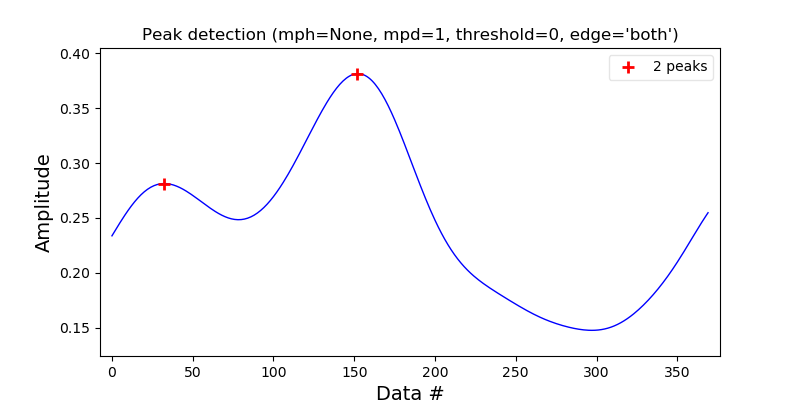 Peak detection (mph=None, mpd=1, threshold=0, edge='both')
2 peaks
Amplitude
0.40
0.35
0.30
0.25
0.20
0.15
0 50 100 150 200 250 300 350
Data #